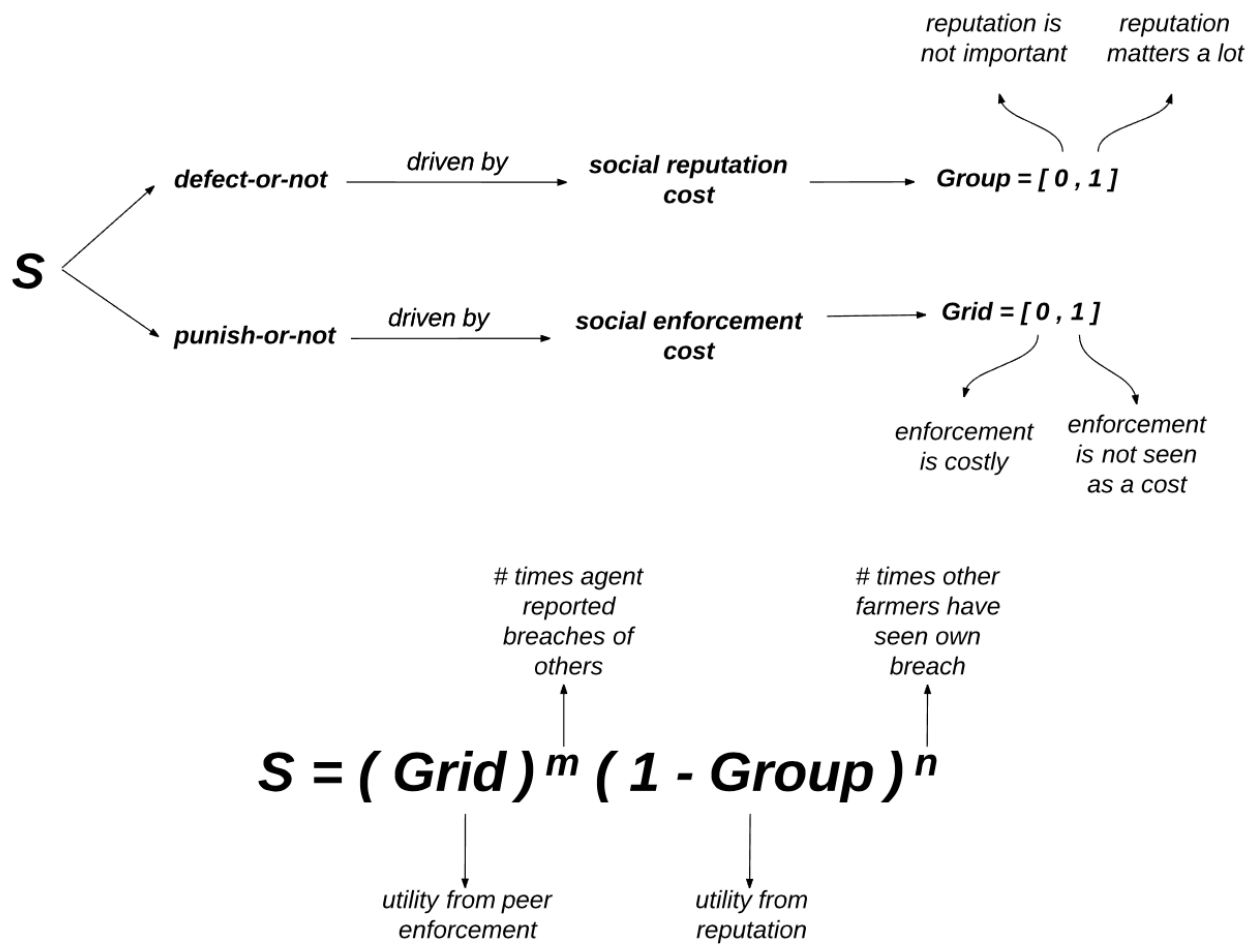 reputation is
not important
reputation
matters a lot
defect-or-not
driven by
social reputation
cost
Group = [ 0 , 1 ]
S
punish-or-not
driven by
social enforcement
cost
Grid = [ 0 , 1 ]
enforcement
is costly
enforcement
is not seen
as a cost
# times agent
reported
breaches of
others
# times other
farmers have
seen own
breach
S = ( Grid ) m ( 1 - Group ) n
utility from peer
enforcement
utility from
reputation